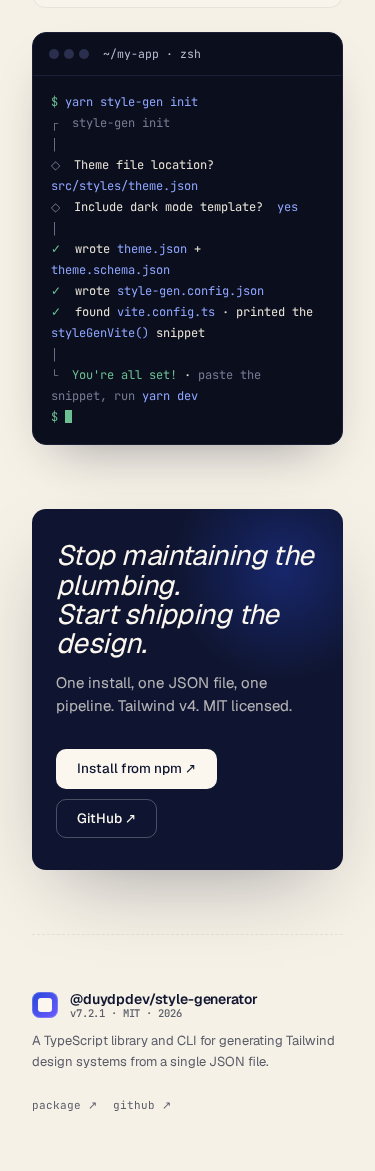 ~/my-app · zsh
$ yarn style-gen init
┌  style-gen init
│
◇  Theme file location?
src/styles/theme.json
◇  Include dark mode template?  yes
│
✓  wrote theme.json +
theme.schema.json
✓  wrote style-gen.config.json
✓  found vite.config.ts · printed the
styleGenVite() snippet
│
└  You're all set! · paste the
snippet, run yarn dev
$
Stop maintaining the
plumbing.
Start shipping the
design.
One install, one JSON file, one
pipeline. Tailwind v4. MIT licensed.
Install from npm ↗
GitHub ↗
@duydpdev/style-generator
v7.2.1 · MIT · 2026
A TypeScript library and CLI for generating Tailwind
design systems from a single JSON file.
package ↗  github ↗